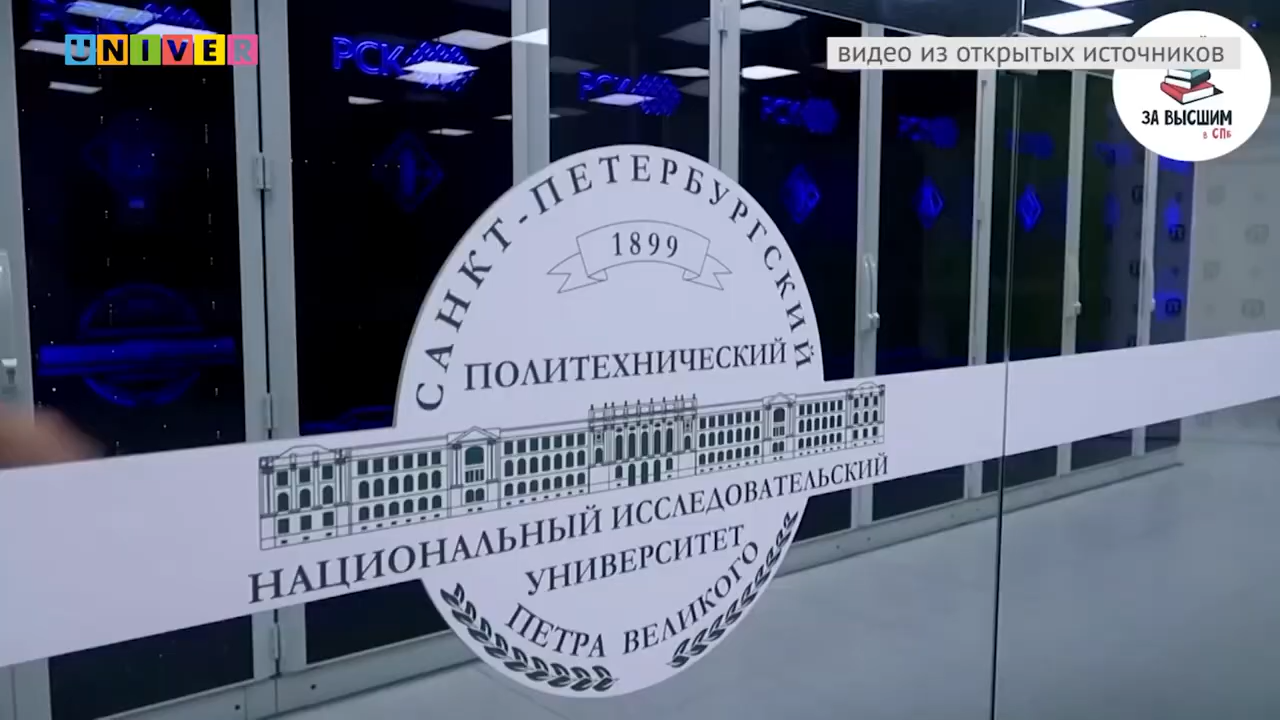 UNIVER
видео из открытых источников
ЗА ВЫСШИМ
в СПб
РСК
РСК
РСК
САНКТ-ПЕТЕРБУРГСКИЙ
1899
ПОЛИТЕХНИЧЕСКИЙ
НАЦИОНАЛЬНЫЙ ИССЛЕДОВАТЕЛЬСКИЙ
УНИВЕРСИТЕТ
ПЕТРА ВЕЛИКОГО